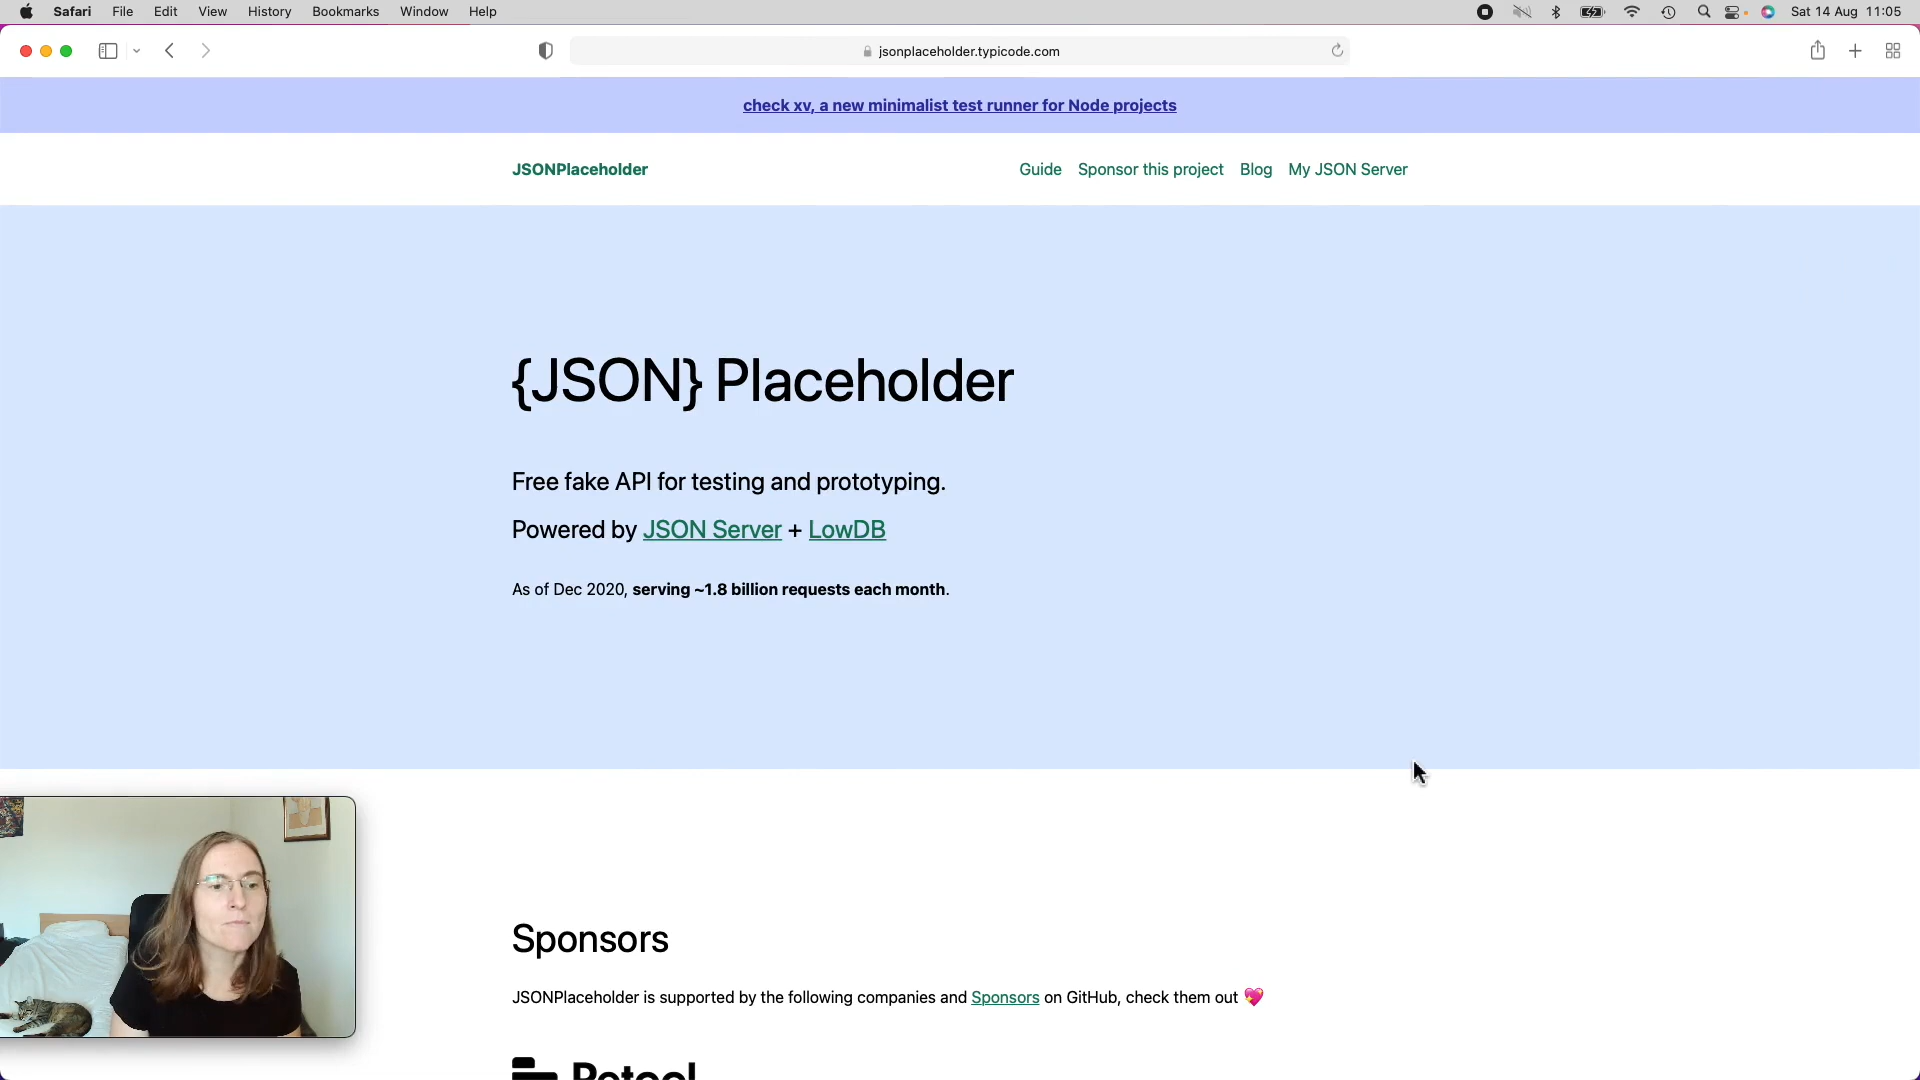 Safari File Edit View History Bookmarks Window Help Sat 14 Aug 11:05
jsonplaceholder.typicode.com
check xv, a new minimalist test runner for Node projects
JSONPlaceholder Guide Sponsor this project Blog My JSON Server
{JSON} Placeholder
Free fake API for testing and prototyping.
Powered by JSON Server + LowDB
As of Dec 2020, serving ~1.8 billion requests each month.
Sponsors
JSONPlaceholder is supported by the following companies and Sponsors on GitHub, check them out 💖
Retool